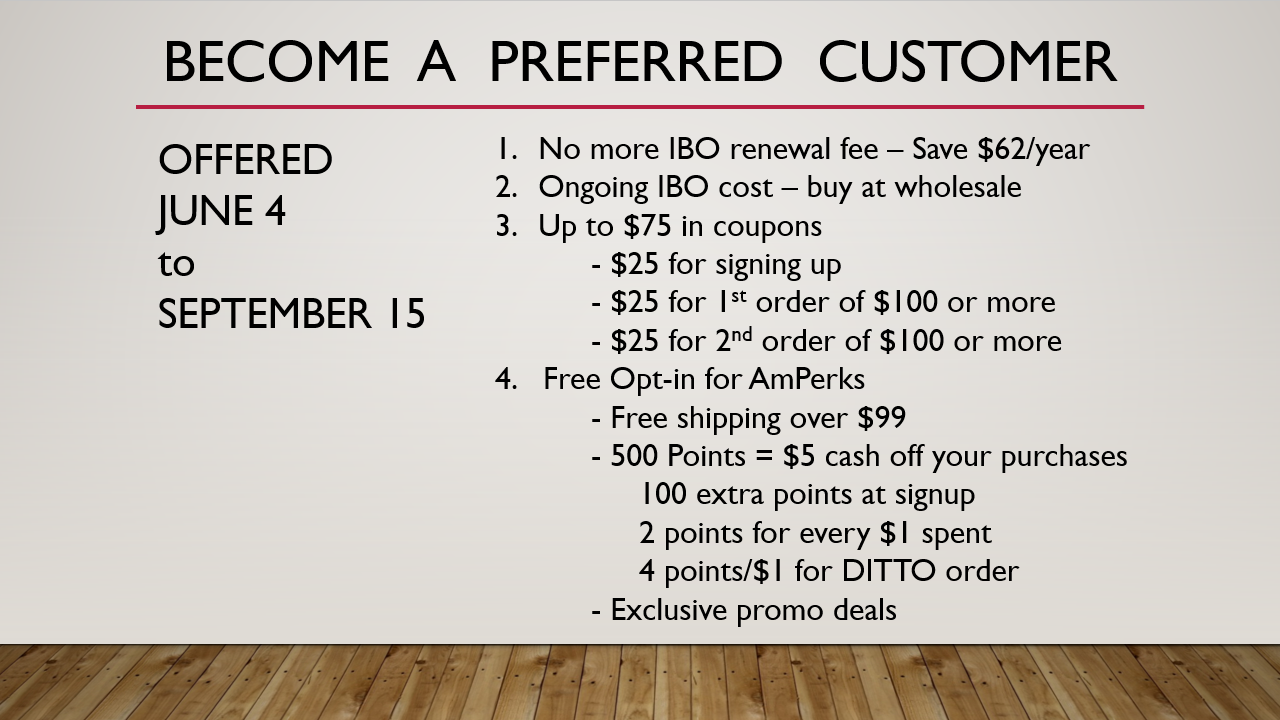 BECOME A PREFERRED CUSTOMER
OFFERED
JUNE 4
to
SEPTEMBER 15
1. No more IBO renewal fee – Save $62/year
2. Ongoing IBO cost – buy at wholesale
3. Up to $75 in coupons
- $25 for signing up
- $25 for 1st order of $100 or more
- $25 for 2nd order of $100 or more
4. Free Opt-in for AmPerks
- Free shipping over $99
- 500 Points = $5 cash off your purchases
100 extra points at signup
2 points for every $1 spent
4 points/$1 for DITTO order
- Exclusive promo deals